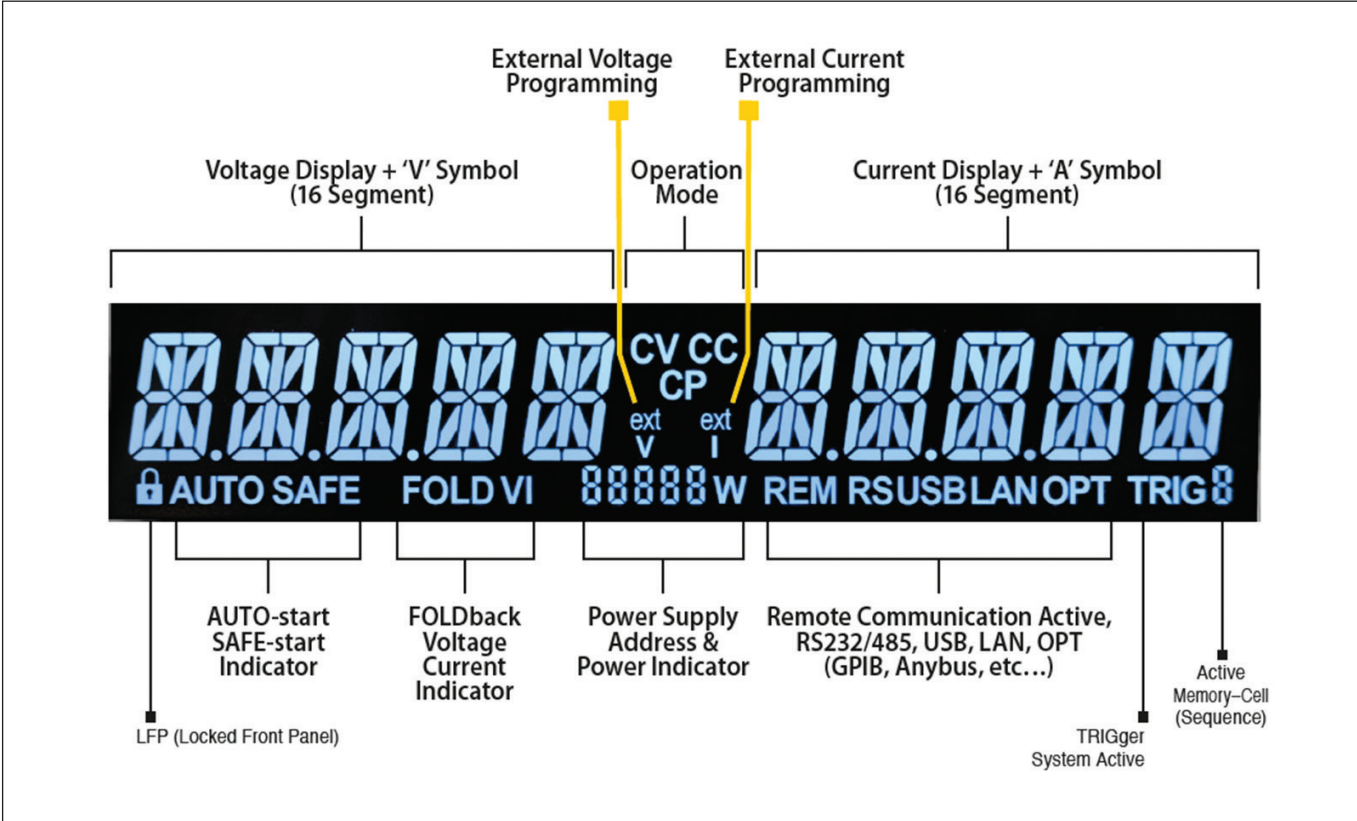 External Voltage
Programming
External Current
Programming
Voltage Display + ‘V’ Symbol
(16 Segment)
Operation
Mode
Current Display + ‘A’ Symbol
(16 Segment)
CV CC
CP
ext ext
V I
AUTO SAFE FOLD VI 88888 W REM RS USB LAN OPT TRIG 8
AUTO-start
SAFE-start
Indicator
FOLDback
Voltage
Current
Indicator
Power Supply
Address &
Power Indicator
Remote Communication Active,
RS232/485, USB, LAN, OPT
(GPIB, Anybus, etc...)
Active
Memory–Cell
(Sequence)
LFP (Locked Front Panel)
TRIGger
System Active